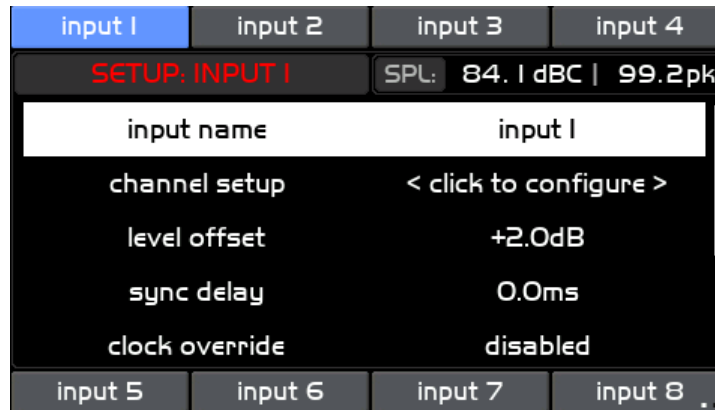 input 1 input 2 input 3 input 4
SETUP: INPUT 1 SPL: 84.1 dBC | 99.2pk
input name input 1
channel setup < click to configure >
level offset +2.0dB
sync delay 0.0ms
clock override disabled
input 5 input 6 input 7 input 8